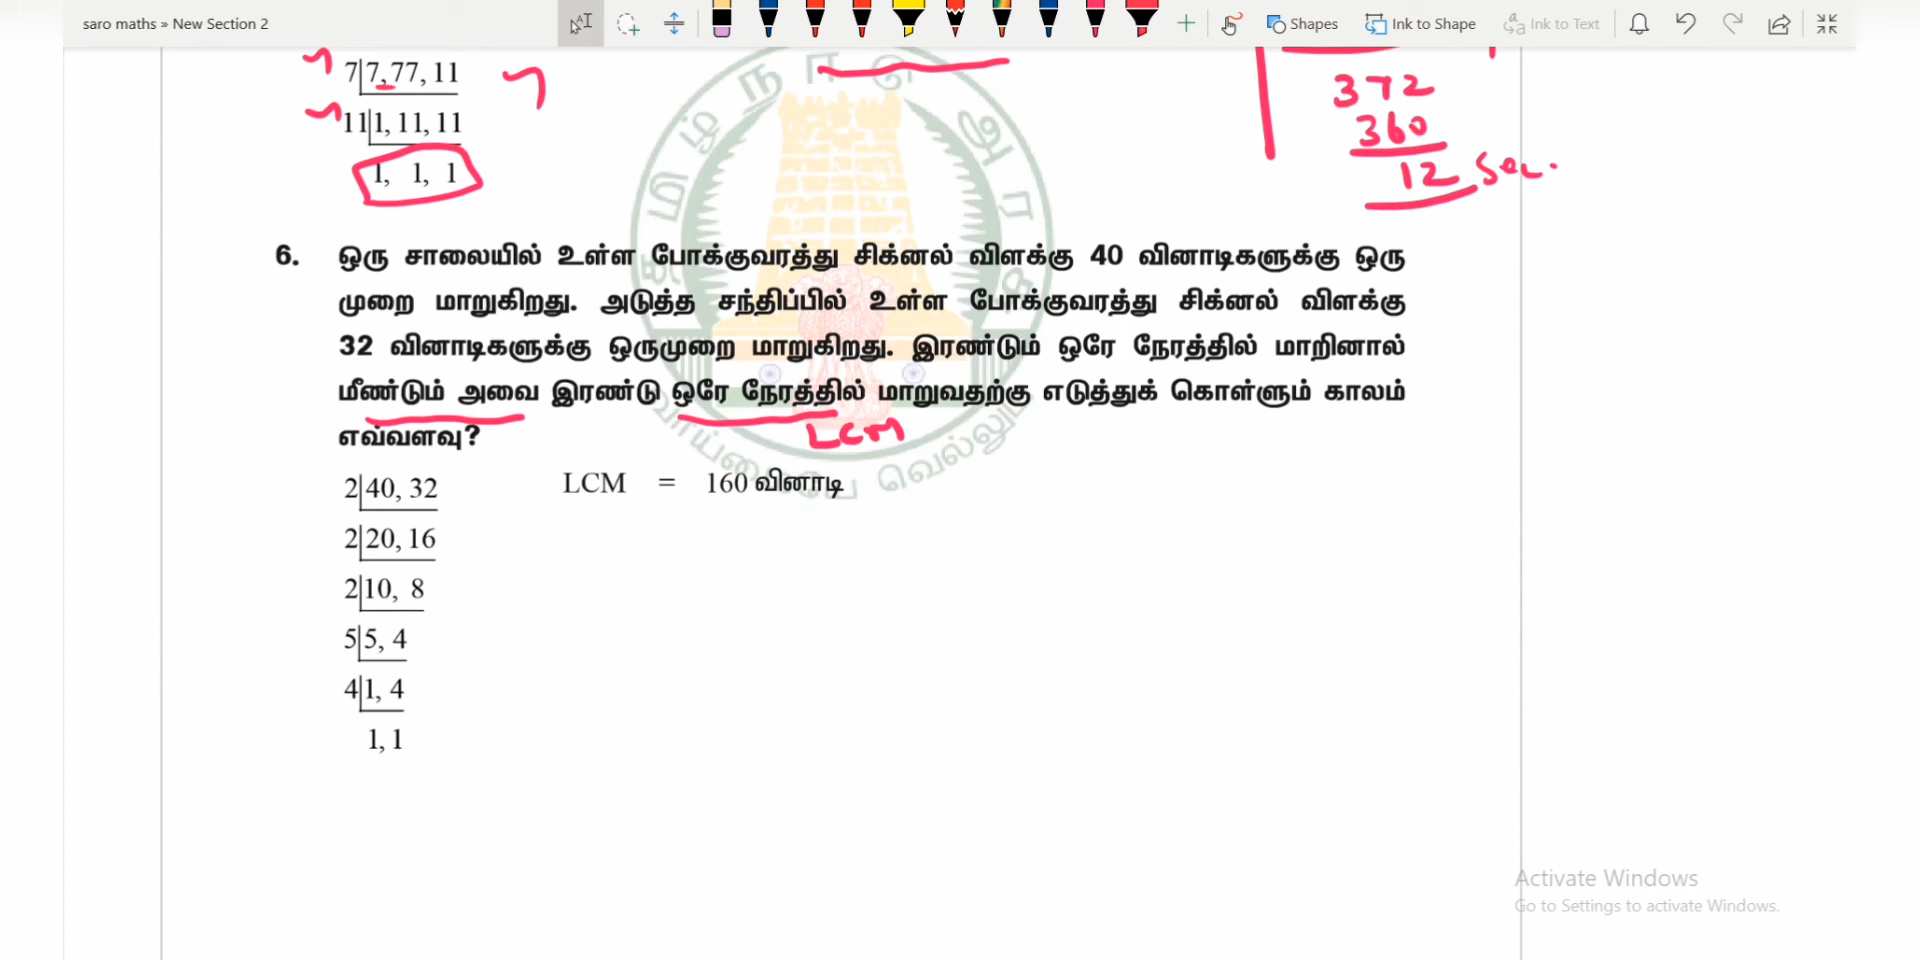 saro maths » New Section 2
Shapes
Ink to Shape
Ink to Text
7|7, 77, 11
11|1, 11, 11
1, 1, 1
372
360
12 Sec.
6. ஒரு சாலையில் உள்ள போக்குவரத்து சிக்னல் விளக்கு 40 வினாடிகளுக்கு ஒரு
முறை மாறுகிறது. அடுத்த சந்திப்பில் உள்ள போக்குவரத்து சிக்னல் விளக்கு
32 வினாடிகளுக்கு ஒருமுறை மாறுகிறது. இரண்டும் ஒரே நேரத்தில் மாறினால்
மீண்டும் அவை இரண்டு ஒரே நேரத்தில் மாறுவதற்கு எடுத்துக் கொள்ளும் காலம்
எவ்வளவு?
LCM
2|40, 32
LCM = 160 வினாடி
2|20, 16
2|10, 8
5|5, 4
4|1, 4
1, 1
தமிழ்நாடு அரசு
வாய்மையே வெல்லும்
Activate Windows
Go to Settings to activate Windows.